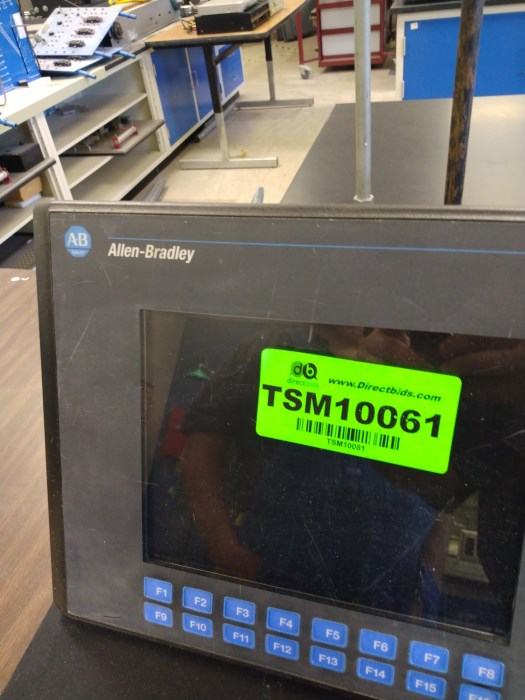 AB
Allen-Bradley
db
directbids
www.Directbids.com
TSM10061
TSM10061
F1 F2 F3 F4 F5 F6 F7 F8
F9 F10 F11 F12 F13 F14 F15